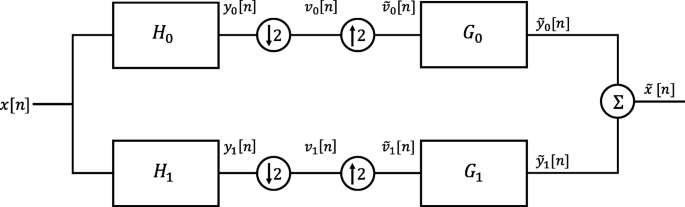 H₀ y₀[n] ↓2 v₀[n] ↑2 ṽ₀[n] G₀ ỹ₀[n]
x[n] Σ x̃ [n]
H₁ y₁[n] ↓2 v₁[n] ↑2 ṽ₁[n] G₁ ỹ₁[n]